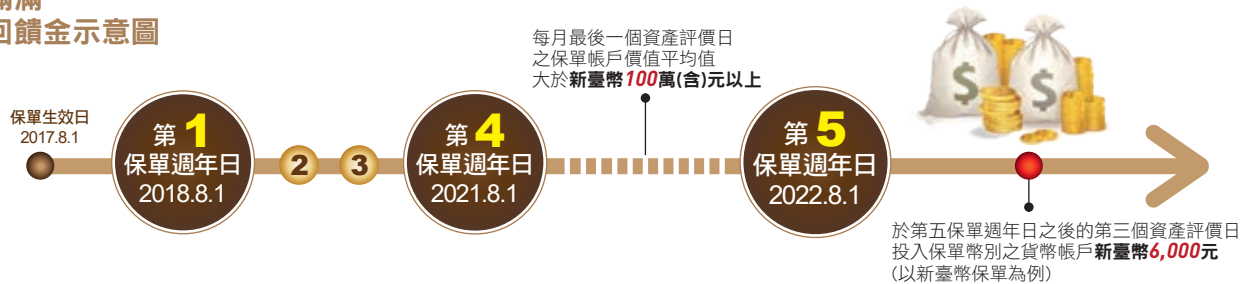 回饋金示意圖
每月最後一個資產評價日
之保單帳戶價值平均值
大於新臺幣100萬(含)元以上
保單生效日
2017.8.1
第1
保單週年日
2018.8.1
2
3
第4
保單週年日
2021.8.1
第5
保單週年日
2022.8.1
$
$
於第五保單週年日之後的第三個資產評價日
投入保單幣別之貨幣帳戶新臺幣6,000元
(以新臺幣保單為例)